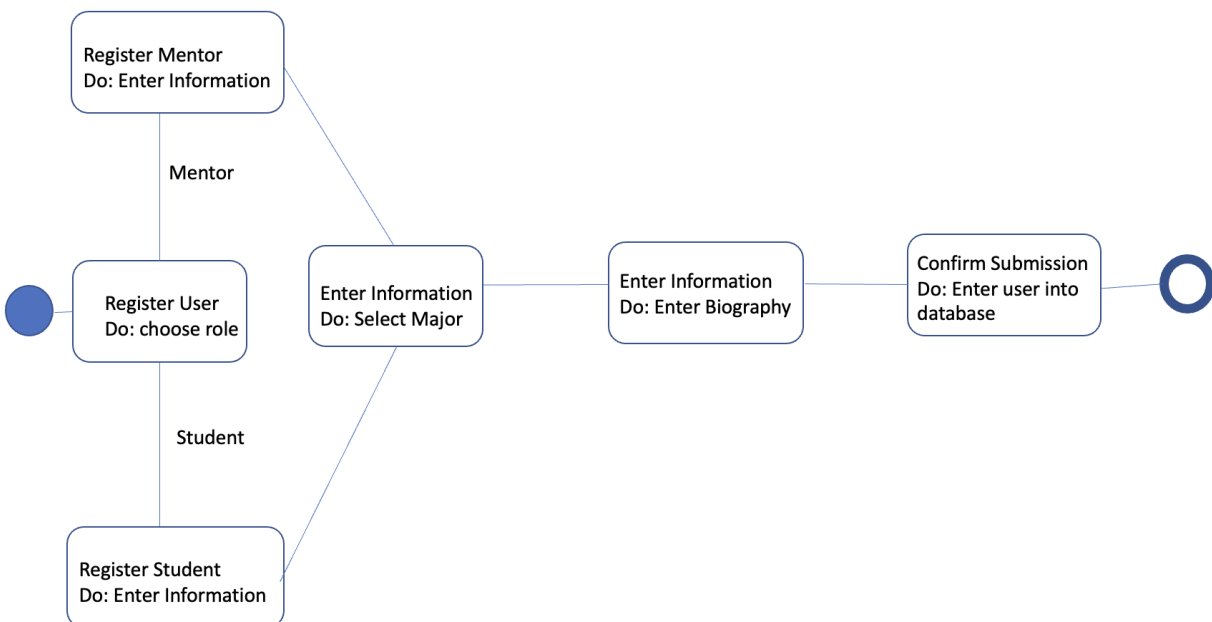 Register Mentor
Do: Enter Information
Mentor
Register User
Do: choose role
Student
Register Student
Do: Enter Information
Enter Information
Do: Select Major
Enter Information
Do: Enter Biography
Confirm Submission
Do: Enter user into
database